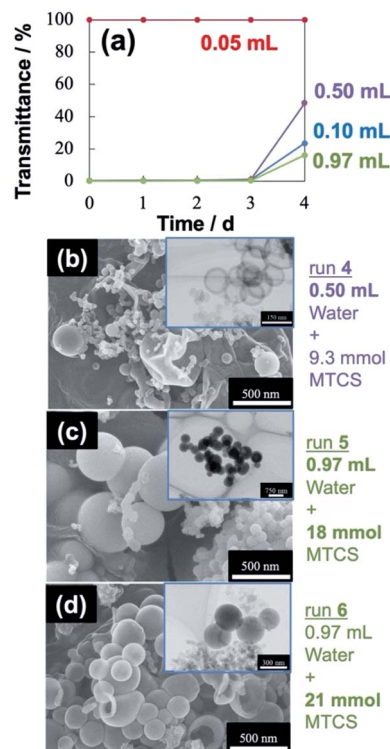 (a)
Transmittance / %
100
80
60
40
20
0
0.05 mL
0.50 mL
0.10 mL
0.97 mL
0 1 2 3 4
Time / d
(b)
150 nm
500 nm
run 4
0.50 mL
Water
+
9.3 mmol
MTCS
(c)
750 nm
500 nm
run 5
0.97 mL
Water
+
18 mmol
MTCS
(d)
300 nm
500 nm
run 6
0.97 mL
Water
+
21 mmol
MTCS